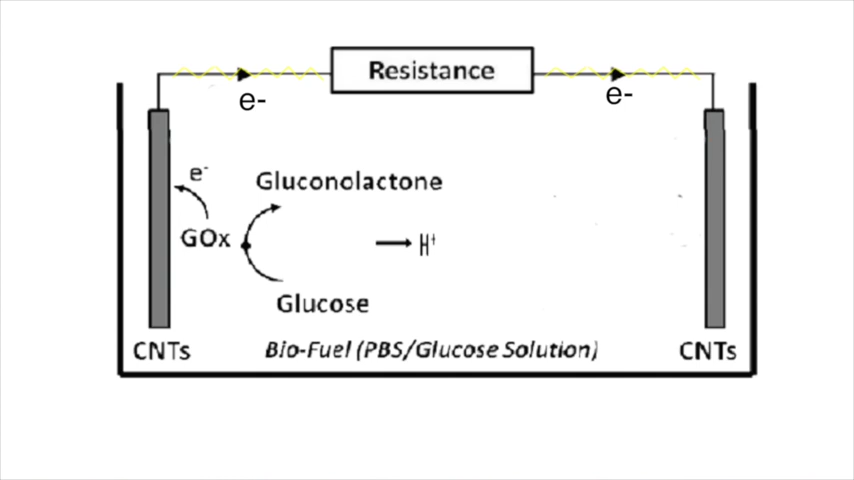 Resistance
e-
e-
e-
Gluconolactone
GOx
H+
Glucose
CNTs
Bio-Fuel (PBS/Glucose Solution)
CNTs